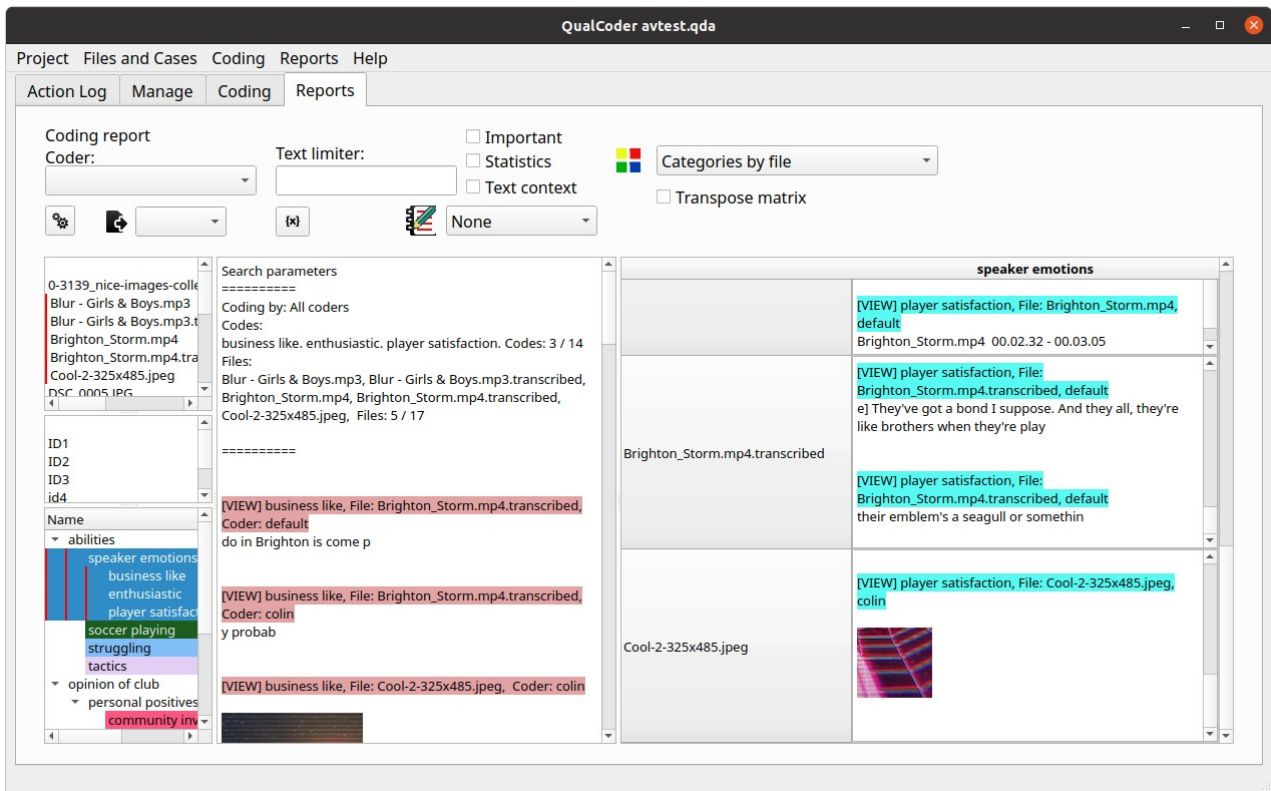 QualCoder avtest.qda
Project Files and Cases Coding Reports Help
Action Log Manage Coding Reports
Coding report
Coder:
Text limiter:
Important
Statistics
Text context
Categories by file
Transpose matrix
{x}
None
0-3139_nice-images-colle
Blur - Girls & Boys.mp3
Blur - Girls & Boys.mp3.t
Brighton_Storm.mp4
Brighton_Storm.mp4.tra
Cool-2-325x485.jpeg
DSC_0005.JPG
ID1
ID2
ID3
id4
Name
abilities
speaker emotions
business like
enthusiastic
player satisfact
soccer playing
struggling
tactics
opinion of club
personal positives
community inv
Search parameters
==========
Coding by: All coders
Codes:
business like. enthusiastic. player satisfaction. Codes: 3 / 14
Files:
Blur - Girls & Boys.mp3, Blur - Girls & Boys.mp3.transcribed,
Brighton_Storm.mp4, Brighton_Storm.mp4.transcribed,
Cool-2-325x485.jpeg, Files: 5 / 17
==========
[VIEW] business like, File: Brighton_Storm.mp4.transcribed,
Coder: default
do in Brighton is come p
[VIEW] business like, File: Brighton_Storm.mp4.transcribed,
Coder: colin
y probab
[VIEW] business like, File: Cool-2-325x485.jpeg, Coder: colin
speaker emotions
[VIEW] player satisfaction, File: Brighton_Storm.mp4,
default
Brighton_Storm.mp4 00.02.32 - 00.03.05
Brighton_Storm.mp4.transcribed
[VIEW] player satisfaction, File:
Brighton_Storm.mp4.transcribed, default
e] They've got a bond I suppose. And they all, they're
like brothers when they're play
[VIEW] player satisfaction, File:
Brighton_Storm.mp4.transcribed, default
their emblem's a seagull or somethin
Cool-2-325x485.jpeg
[VIEW] player satisfaction, File: Cool-2-325x485.jpeg,
colin